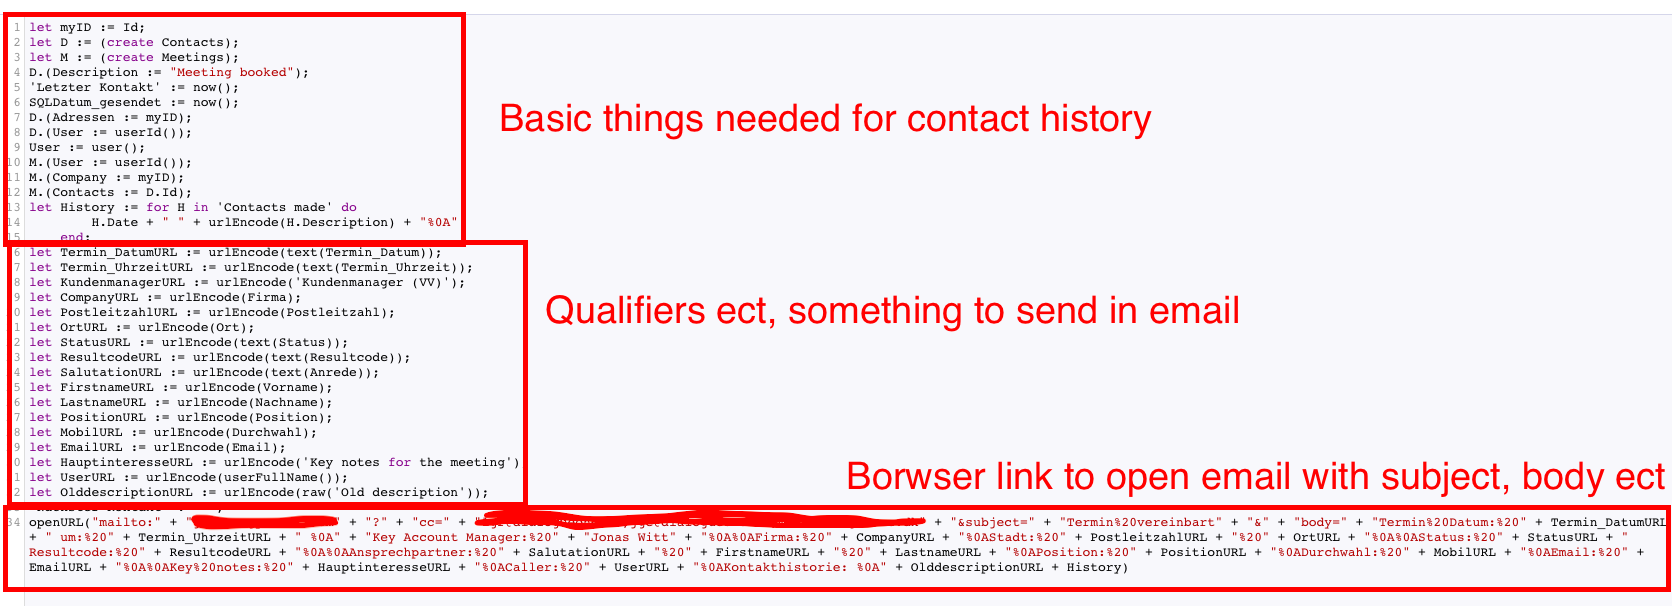 1 let myID := Id;
2 let D := (create Contacts);
3 let M := (create Meetings);
4 D.(Description := "Meeting booked");
5 'Letzter Kontakt' := now();
6 SQLDatum_gesendet := now();
7 D.(Adressen := myID);
8 D.(User := userId());
9 User := user();
10 M.(User := userId());
11 M.(Company := myID);
12 M.(Contacts := D.Id);
13 let History := for H in 'Contacts made' do
14 H.Date + " " + urlEncode(H.Description) + "%0A"
15 end;
Basic things needed for contact history
6 let Termin_DatumURL := urlEncode(text(Termin_Datum));
7 let Termin_UhrzeitURL := urlEncode(text(Termin_Uhrzeit));
8 let KundenmanagerURL := urlEncode('Kundenmanager (VV)');
9 let CompanyURL := urlEncode(Firma);
0 let PostleitzahlURL := urlEncode(Postleitzahl);
1 let OrtURL := urlEncode(Ort);
2 let StatusURL := urlEncode(text(Status));
3 let ResultcodeURL := urlEncode(text(Resultcode));
4 let SalutationURL := urlEncode(text(Anrede));
5 let FirstnameURL := urlEncode(Vorname);
6 let LastnameURL := urlEncode(Nachname);
7 let PositionURL := urlEncode(Position);
8 let MobilURL := urlEncode(Durchwahl);
9 let EmailURL := urlEncode(Email);
0 let HauptinteresseURL := urlEncode('Key notes for the meeting')
1 let UserURL := urlEncode(userFullName());
2 let OlddescriptionURL := urlEncode(raw('Old description'));
Qualifiers ect, something to send in email
Borwser link to open email with subject, body ect
34 openURL("mailto:" + " " + "?" + "cc=" + " " + "&subject=" + "Termin%20vereinbart" + "&" + "body=" + "Termin%20Datum:%20" + Termin_DatumURL
+ " um:%20" + Termin_UhrzeitURL + " %0A" + "Key Account Manager:%20" + "Jonas Witt" + "%0A%0AFirma:%20" + CompanyURL + "%0AStadt:%20" + PostleitzahlURL + "%20" + OrtURL + "%0A%0AStatus:%20" + StatusURL + "
Resultcode:%20" + ResultcodeURL + "%0A%0AAnsprechpartner:%20" + SalutationURL + "%20" + FirstnameURL + "%20" + LastnameURL + "%0APosition:%20" + PositionURL + "%0ADurchwahl:%20" + MobilURL + "%0AEmail:%20" +
EmailURL + "%0A%0AKey%20notes:%20" + HauptinteresseURL + "%0ACaller:%20" + UserURL + "%0AKontakthistorie: %0A" + OlddescriptionURL + History)